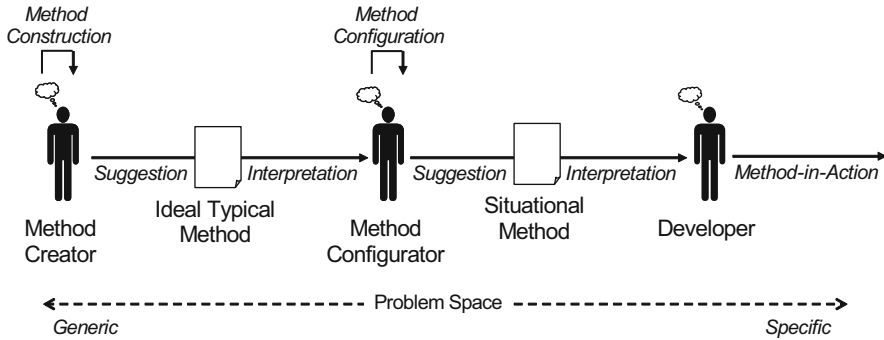 Method
Construction
Method
Configuration
Suggestion
Interpretation
Suggestion
Interpretation
Method-in-Action
Method
Creator
Ideal Typical
Method
Method
Configurator
Situational
Method
Developer
Problem Space
Generic
Specific